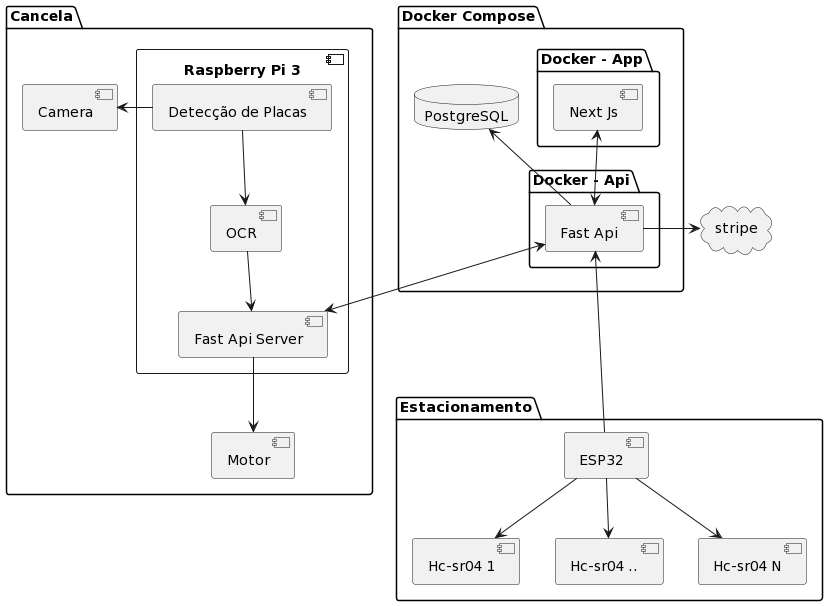 Cancela
Raspberry Pi 3
Camera
Detecção de Placas
OCR
Fast Api Server
Motor
Docker Compose
Docker - App
PostgreSQL
Next Js
Docker - Api
Fast Api
stripe
Estacionamento
ESP32
Hc-sr04 1
Hc-sr04 ..
Hc-sr04 N